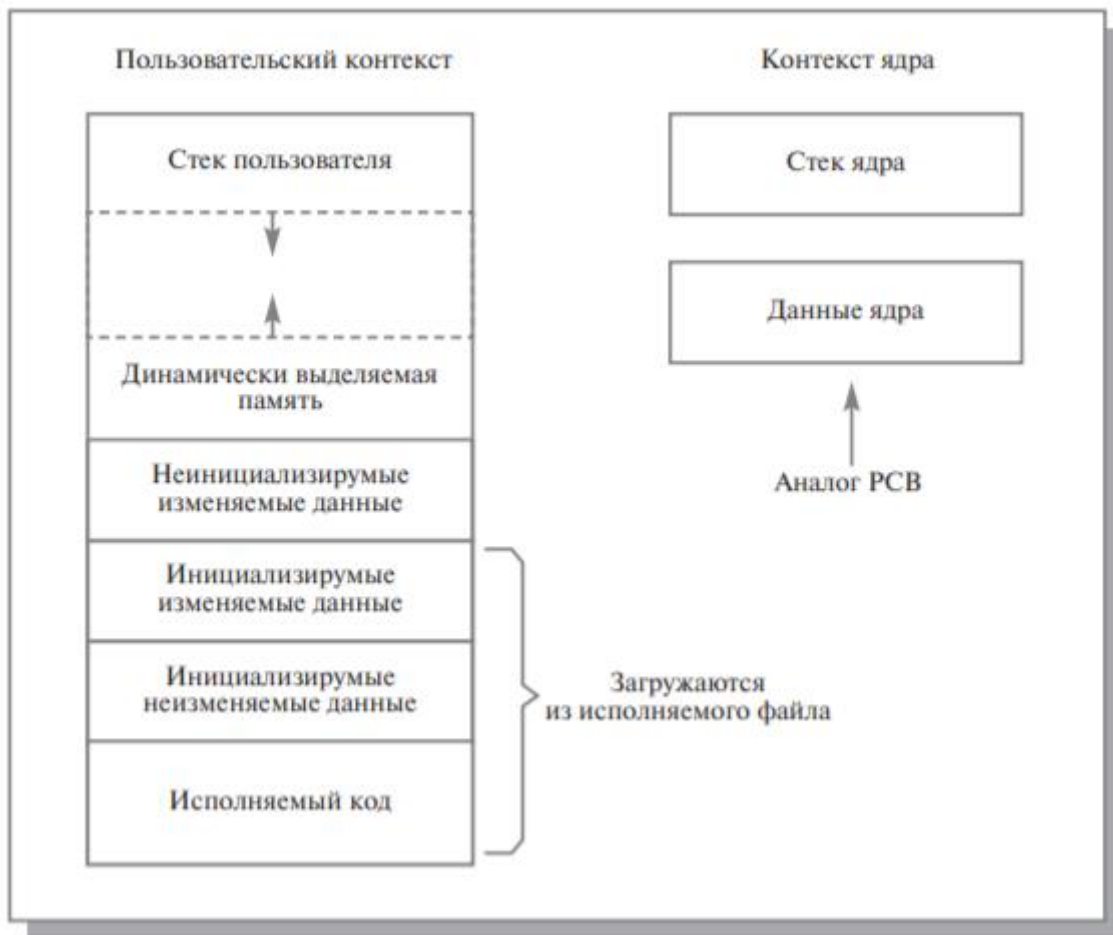 Пользовательский контекст
Контекст ядра
Стек пользователя
Стек ядра
Данные ядра
Динамически выделяемая
память
Аналог PCB
Неинициализирумые
изменяемые данные
Инициализирумые
изменяемые данные
Инициализирумые
неизменяемые данные
Загружаются
из исполняемого файла
Исполняемый код